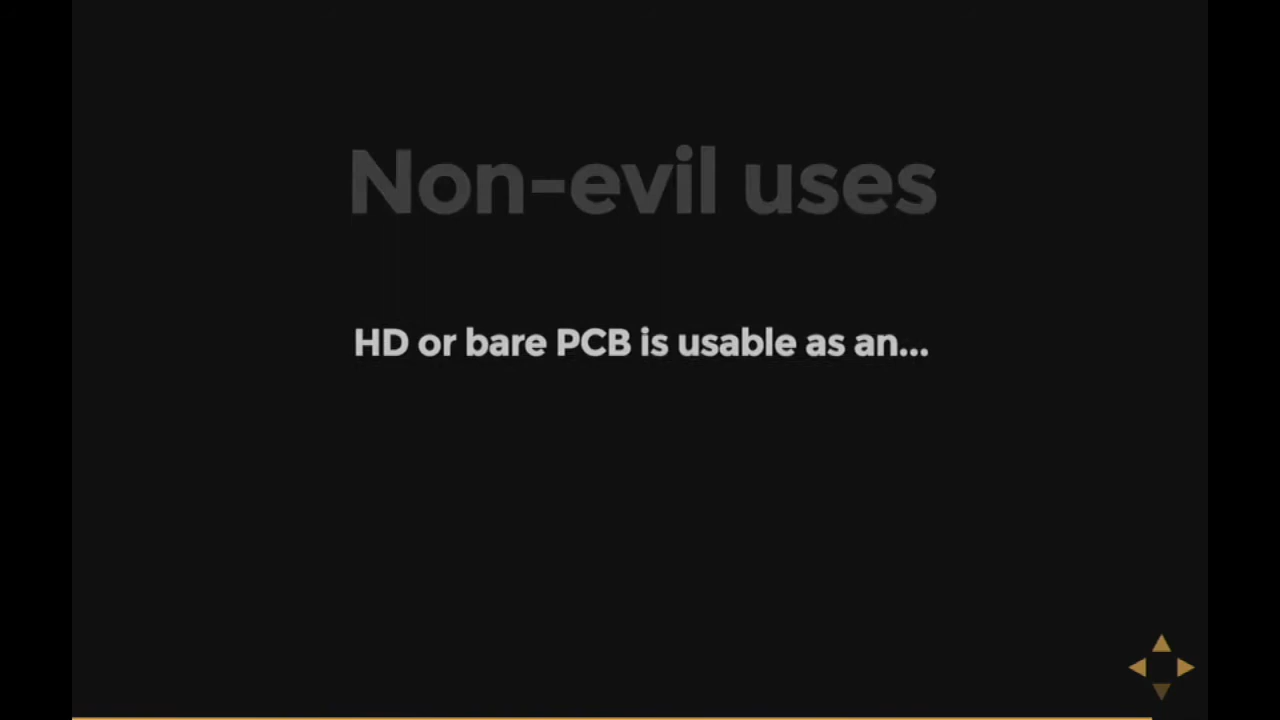 Non-evil uses
HD or bare PCB is usable as an...